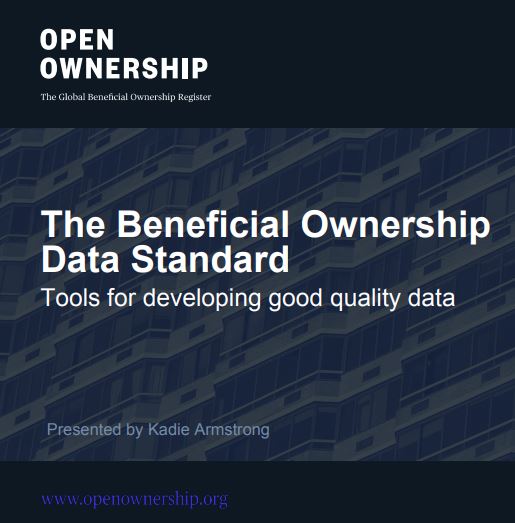 OPEN
OWNERSHIP
The Global Beneficial Ownership Register
The Beneficial Ownership
Data Standard
Tools for developing good quality data
Presented by Kadie Armstrong
www.openownership.org